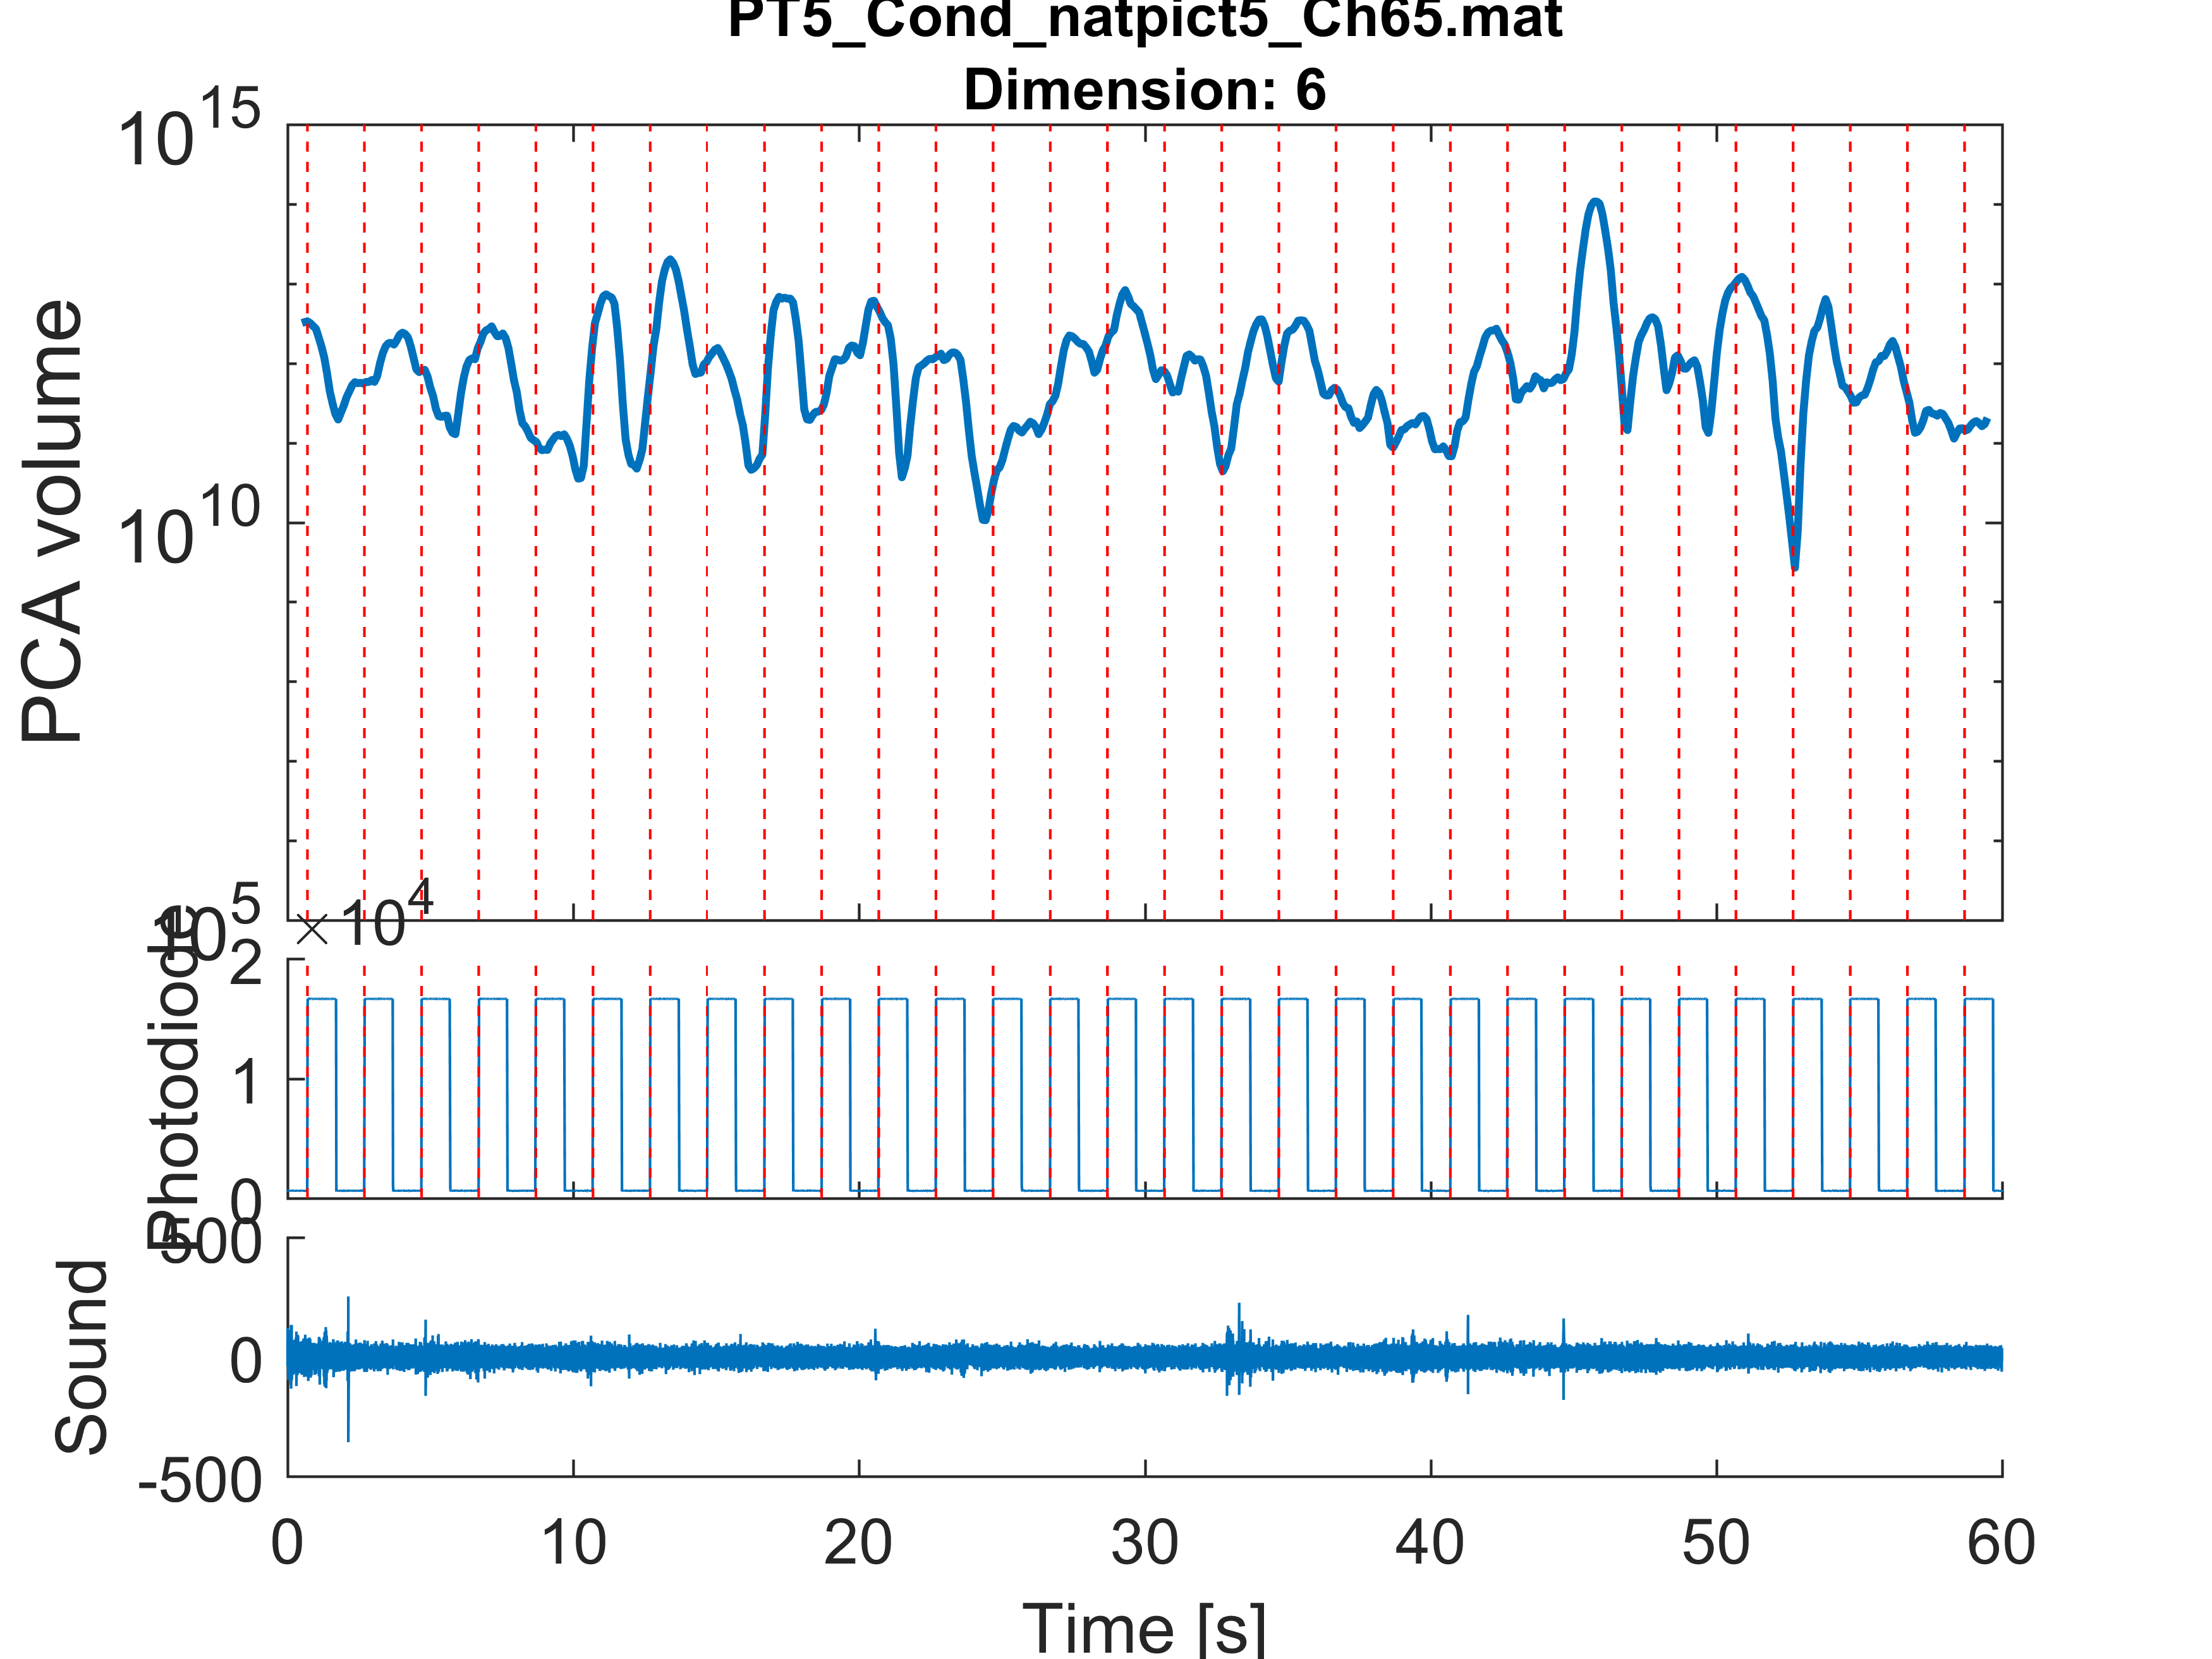 PT5_Cond_natpict5_Ch65.mat
Dimension: 6
PCA volume
10^15
10^10
10^5
× 10^4
Photodiode
2
1
0
Sound
500
0
-500
0 10 20 30 40 50 60
Time [s]